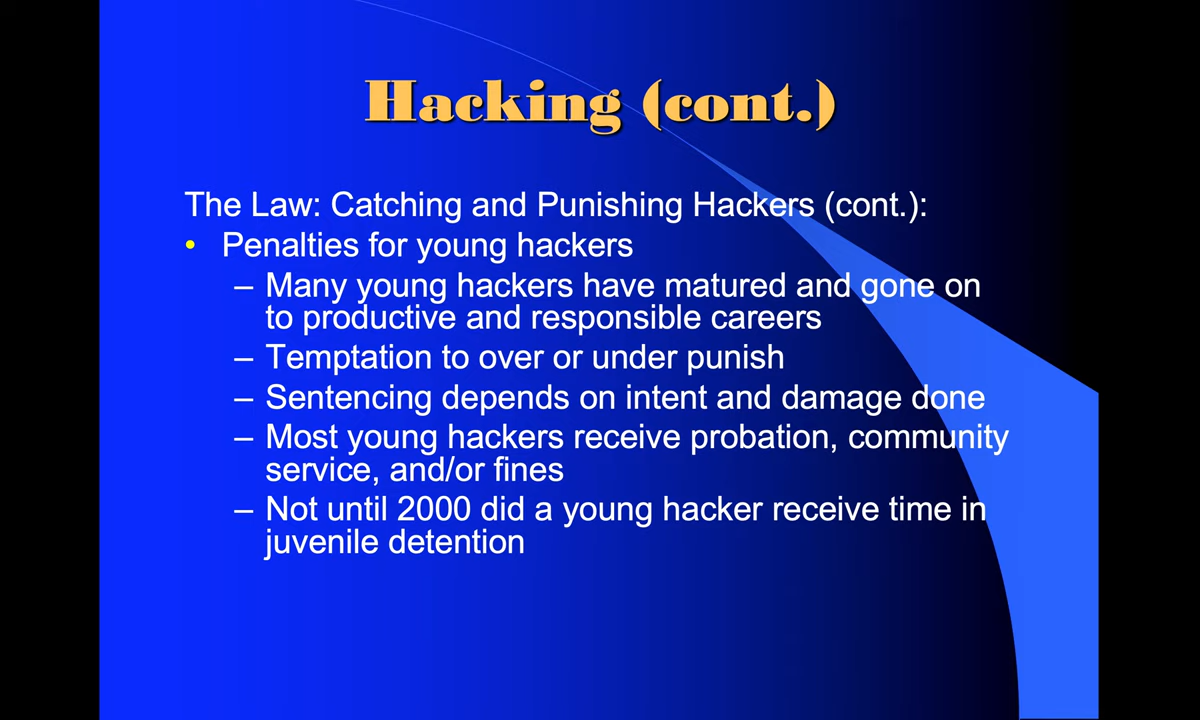 Hacking (cont.)
The Law: Catching and Punishing Hackers (cont.):
• Penalties for young hackers
– Many young hackers have matured and gone on
to productive and responsible careers
– Temptation to over or under punish
– Sentencing depends on intent and damage done
– Most young hackers receive probation, community
service, and/or fines
– Not until 2000 did a young hacker receive time in
juvenile detention